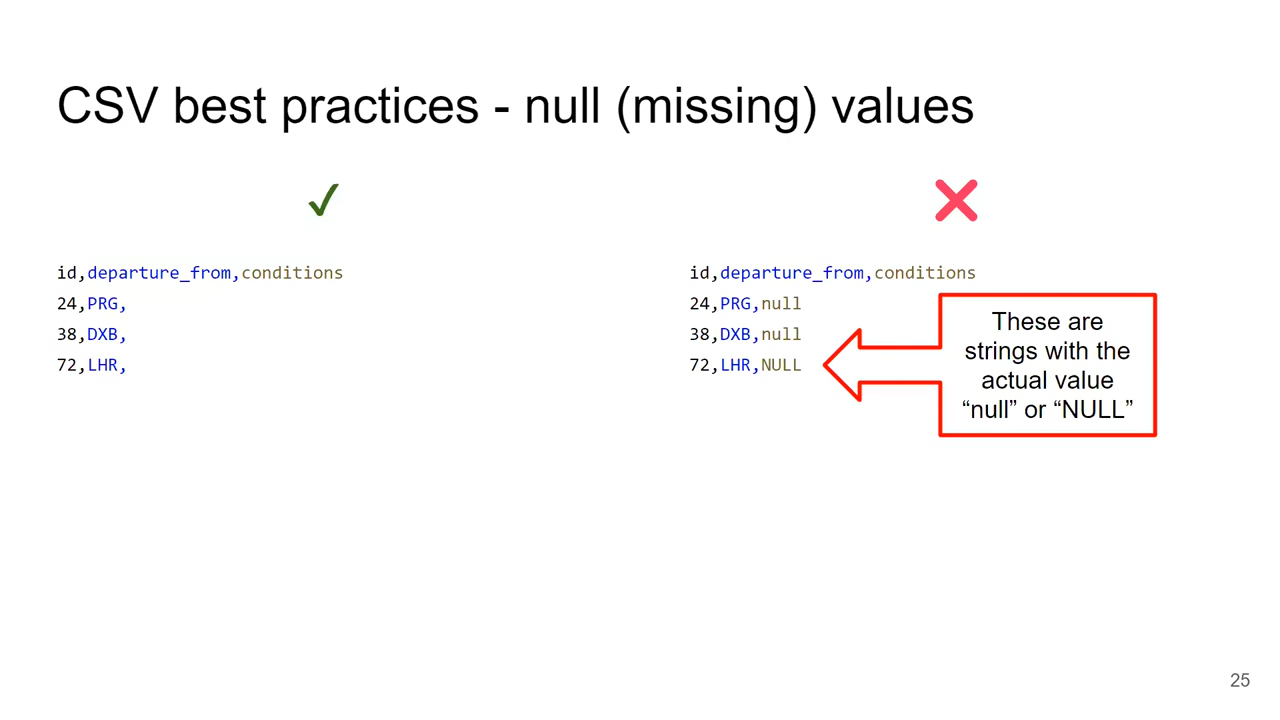 CSV best practices - null (missing) values
✓
id,departure_from,conditions
24,PRG,
38,DXB,
72,LHR,
❌
id,departure_from,conditions
24,PRG,null
38,DXB,null
72,LHR,NULL
These are
strings with the
actual value
“null” or “NULL”
25